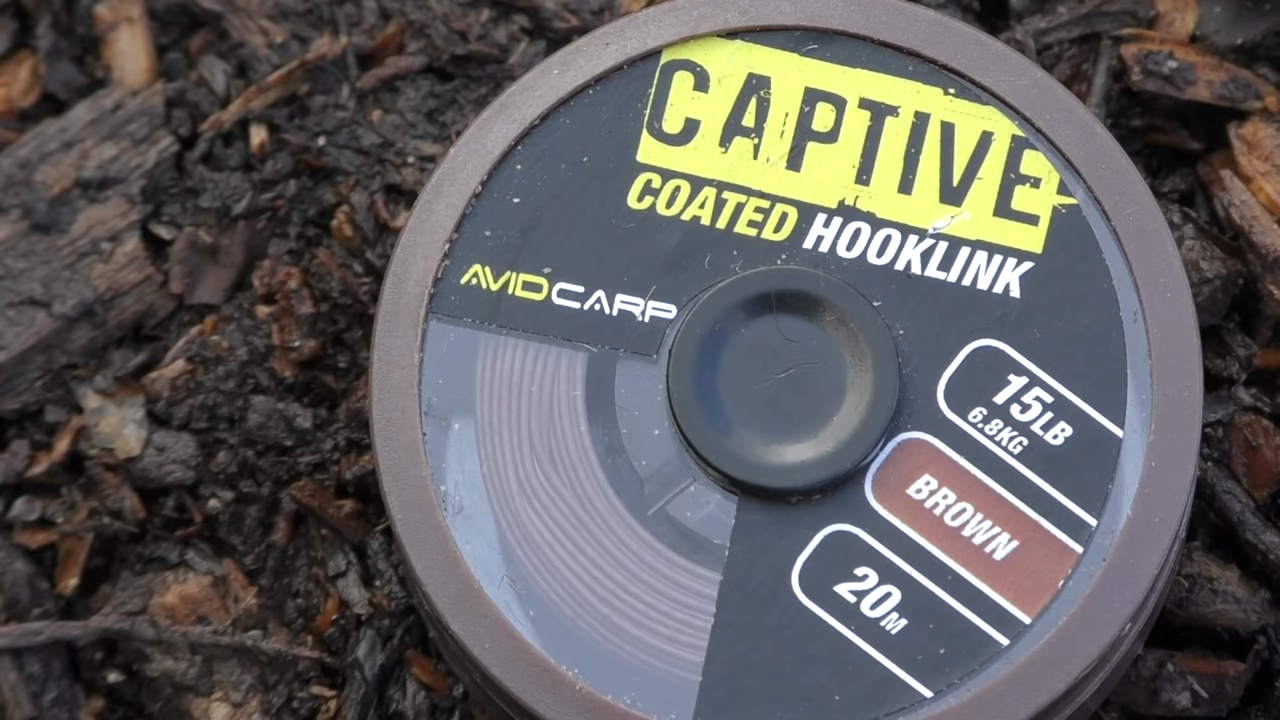 CAPTIVE
COATED HOOKLINK
AVIDCARP
15LB
6.8KG
BROWN
20M